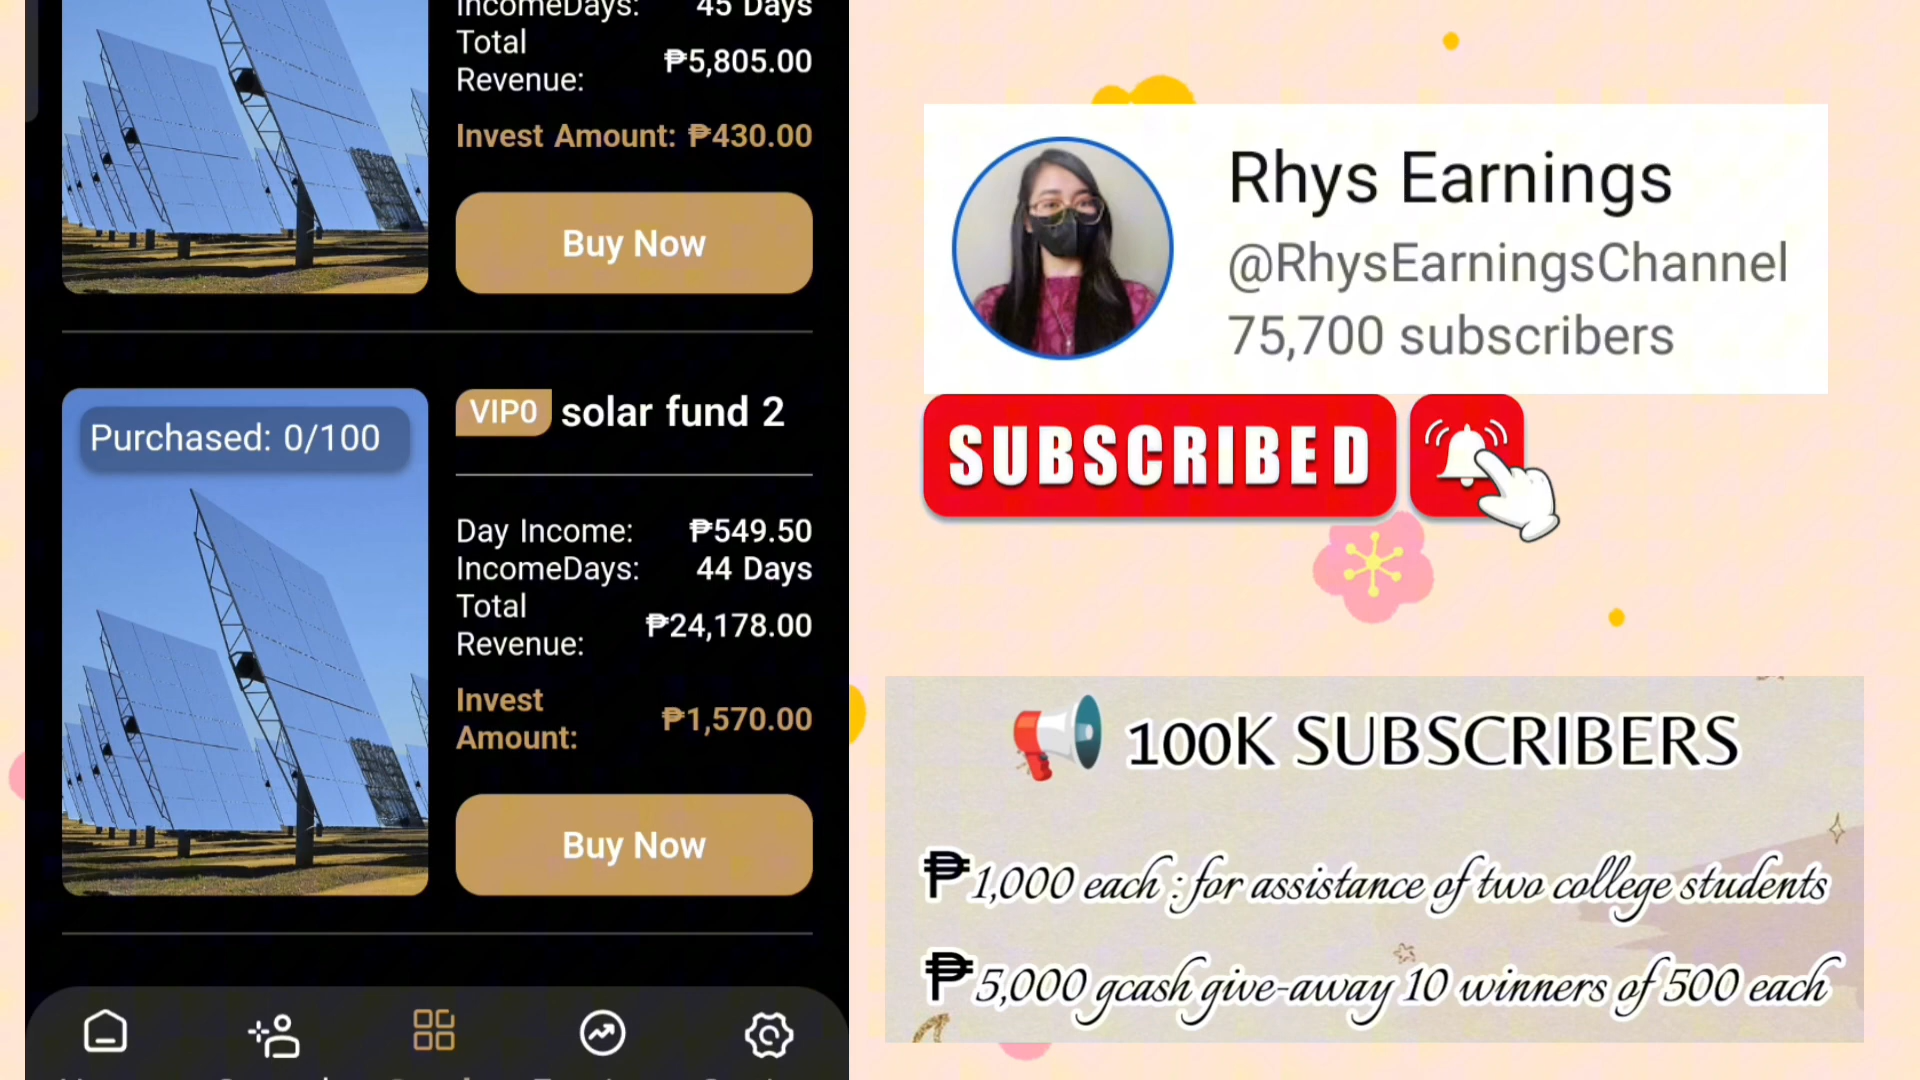 IncomeDays: 45 Days
Total
Revenue: ₱5,805.00
Invest Amount: ₱430.00
Buy Now
Purchased: 0/100
VIP0 solar fund 2
Day Income: ₱549.50
IncomeDays: 44 Days
Total
Revenue: ₱24,178.00
Invest
Amount: ₱1,570.00
Buy Now
Rhys Earnings
@RhysEarningsChannel
75,700 subscribers
SUBSCRIBED
100K SUBSCRIBERS
₱1,000 each : for assistance of two college students
₱5,000 gcash give-away 10 winners of 500 each